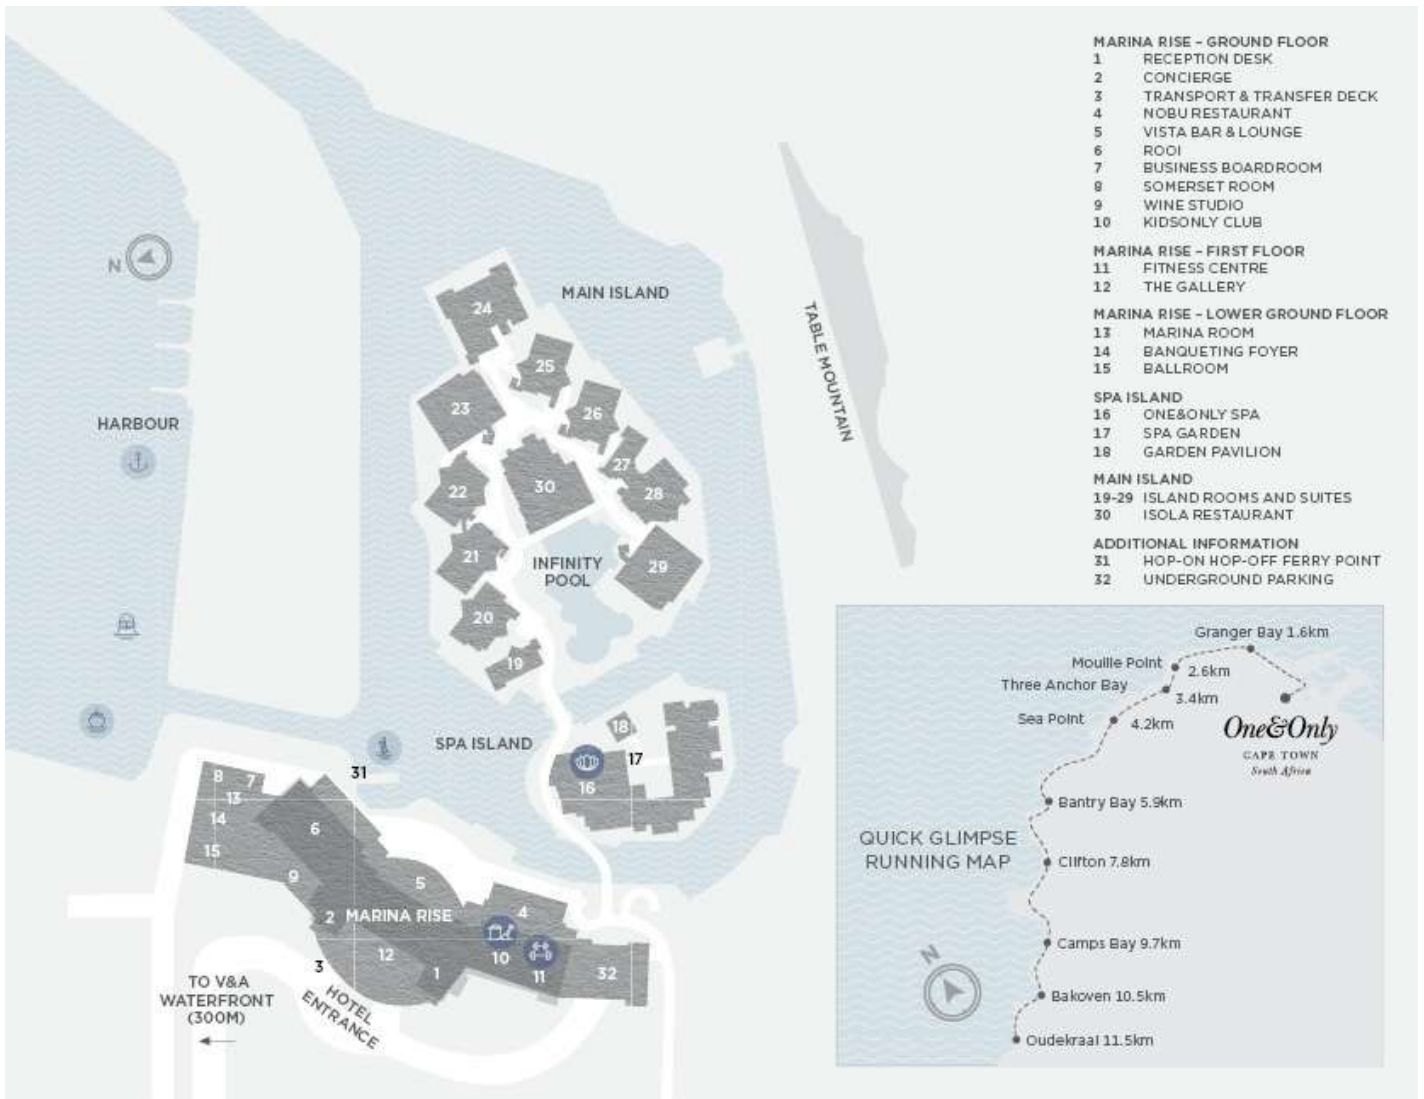 MARINA RISE – GROUND FLOOR
1 RECEPTION DESK
2 CONCIERGE
3 TRANSPORT & TRANSFER DECK
4 NOBU RESTAURANT
5 VISTA BAR & LOUNGE
6 ROOI
7 BUSINESS BOARDROOM
8 SOMERSET ROOM
9 WINE STUDIO
10 KIDSONLY CLUB
MARINA RISE – FIRST FLOOR
11 FITNESS CENTRE
12 THE GALLERY
MARINA RISE – LOWER GROUND FLOOR
13 MARINA ROOM
14 BANQUETING FOYER
15 BALLROOM
SPA ISLAND
16 ONE&ONLY SPA
17 SPA GARDEN
18 GARDEN PAVILION
MAIN ISLAND
19-29 ISLAND ROOMS AND SUITES
30 ISOLA RESTAURANT
ADDITIONAL INFORMATION
31 HOP-ON HOP-OFF FERRY POINT
32 UNDERGROUND PARKING
N
MAIN ISLAND
24
25
23
26
27
22
30
28
TABLE MOUNTAIN
HARBOUR
21
INFINITY
POOL
29
20
19
18
SPA ISLAND
17
16
31
8
7
13
14
6
15
9
5
2
MARINA RISE
4
12
10
3
1
11
32
HOTEL
ENTRANCE
TO V&A
WATERFRONT
(300M)
Granger Bay 1.6km
Mouille Point
2.6km
Three Anchor Bay
3.4km
Sea Point
4.2km
One&Only
CAPE TOWN
South Africa
Bantry Bay 5.9km
QUICK GLIMPSE
RUNNING MAP
Clifton 7.8km
Camps Bay 9.7km
N
Bakoven 10.5km
Oudekraal 11.5km